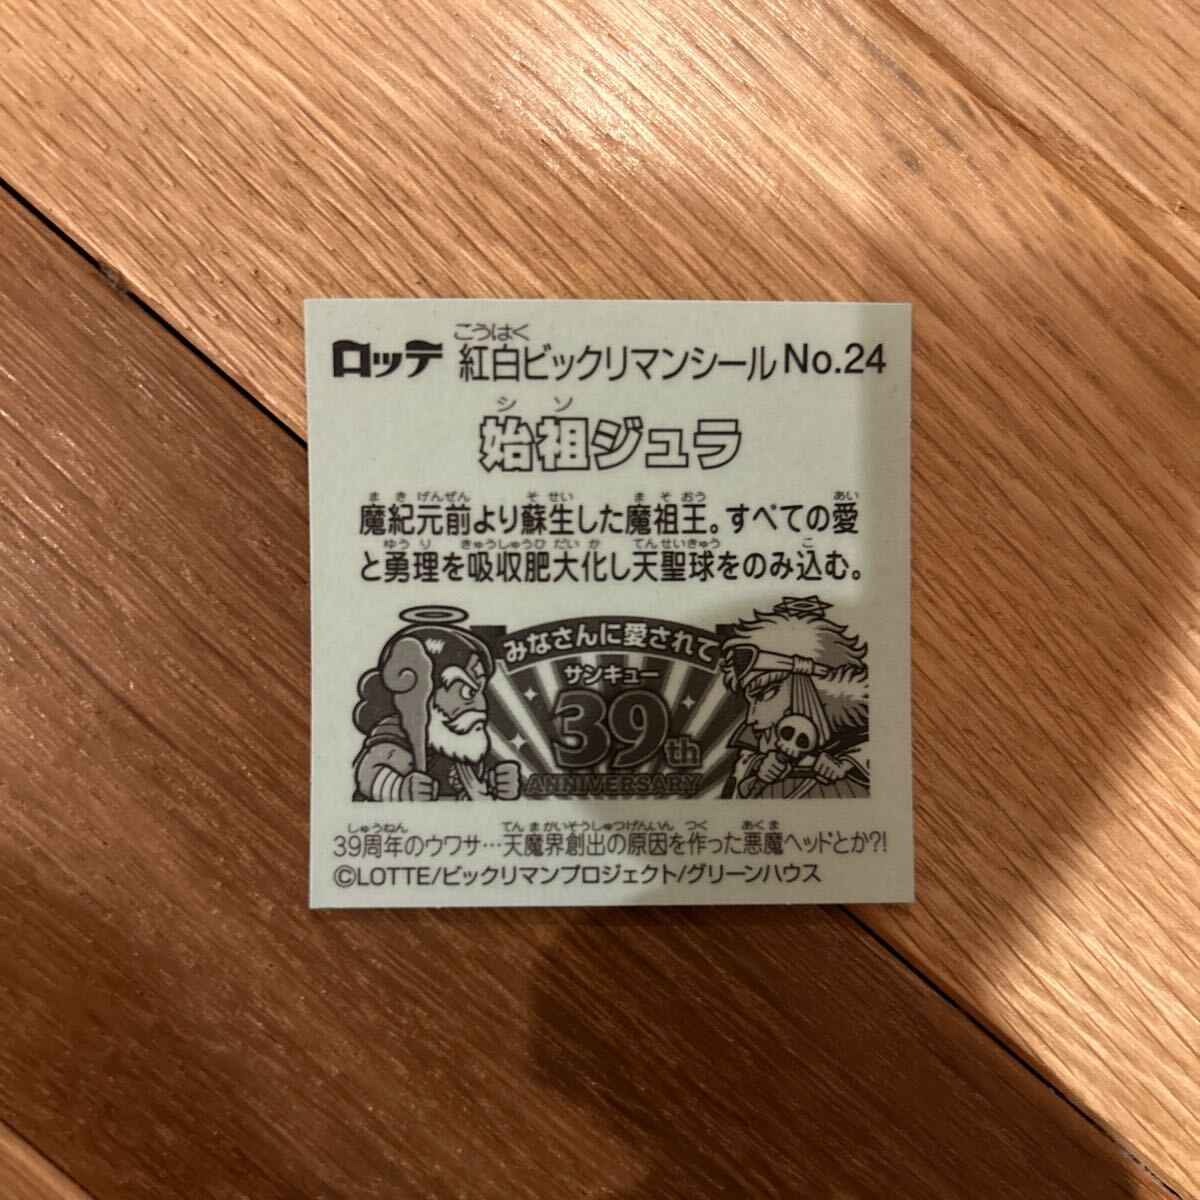 こうはく
ロッテ 紅白ビックリマンシール No.24
シソ
始祖ジュラ
まきげんぜん そせい まそおう あい
魔紀元前より蘇生した魔祖王。すべての愛
ゆうり きゅうしゅうひだいか てんせいきゅう こ
と勇理を吸収肥大化し天聖球をのみ込む。
みなさんに愛されて
サンキュー
39th
ANNIVERSARY
しゅうねん てんまかいそうしゅつげんいん つく あくま
39周年のウワサ…天魔界創出の原因を作った悪魔ヘッドとか?!
©LOTTE/ビックリマンプロジェクト/グリーンハウス